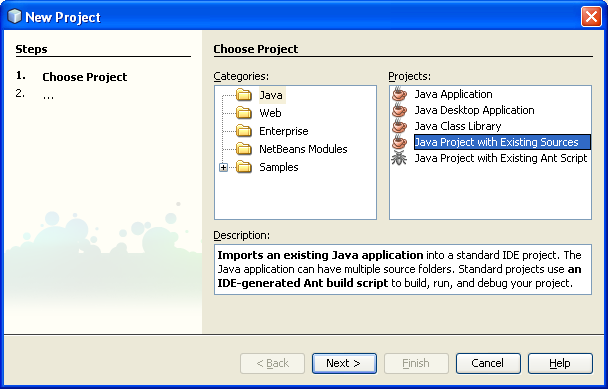 New Project
Steps
1. Choose Project
2. ...
Choose Project
Categories:
Java
Web
Enterprise
NetBeans Modules
Samples
Projects:
Java Application
Java Desktop Application
Java Class Library
Java Project with Existing Sources
Java Project with Existing Ant Script
Description:
Imports an existing Java application into a standard IDE project. The
Java application can have multiple source folders. Standard projects use an
IDE-generated Ant build script to build, run, and debug your project.
< Back
Next >
Finish
Cancel
Help